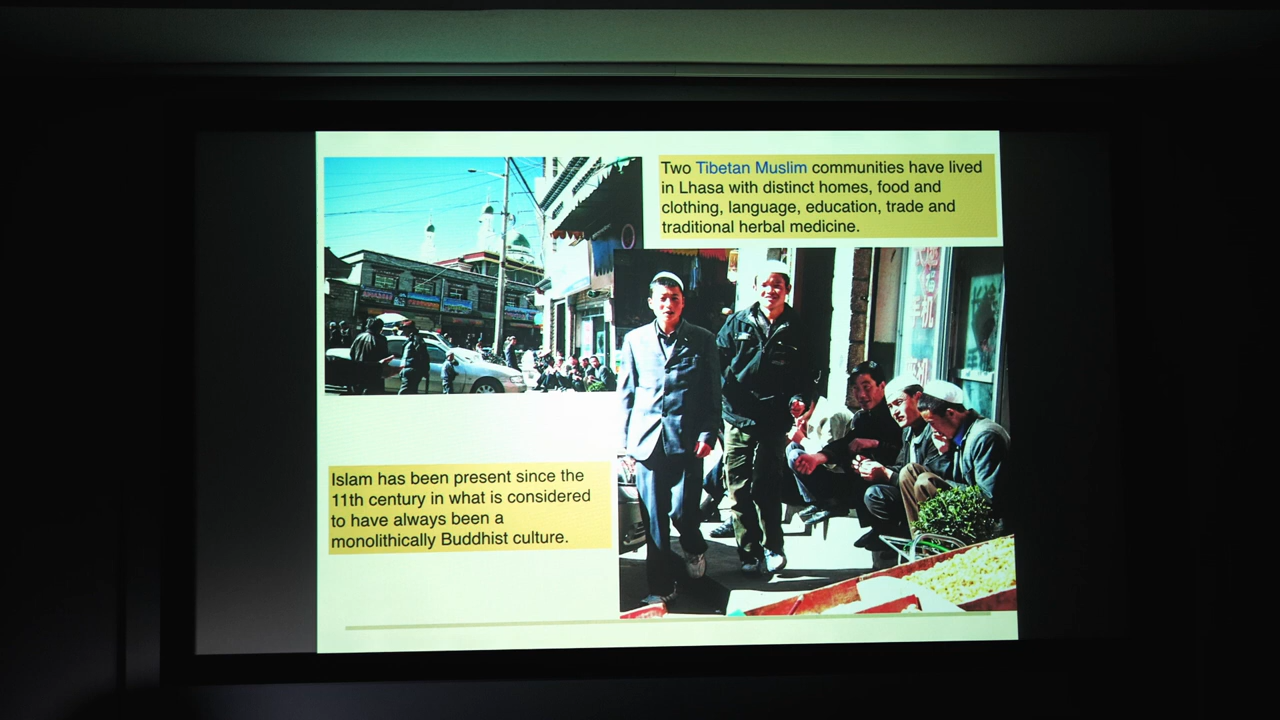 Two Tibetan Muslim communities have lived
in Lhasa with distinct homes, food and
clothing, language, education, trade and
traditional herbal medicine.
Islam has been present since the
11th century in what is considered
to have always been a
monolithically Buddhist culture.
手机